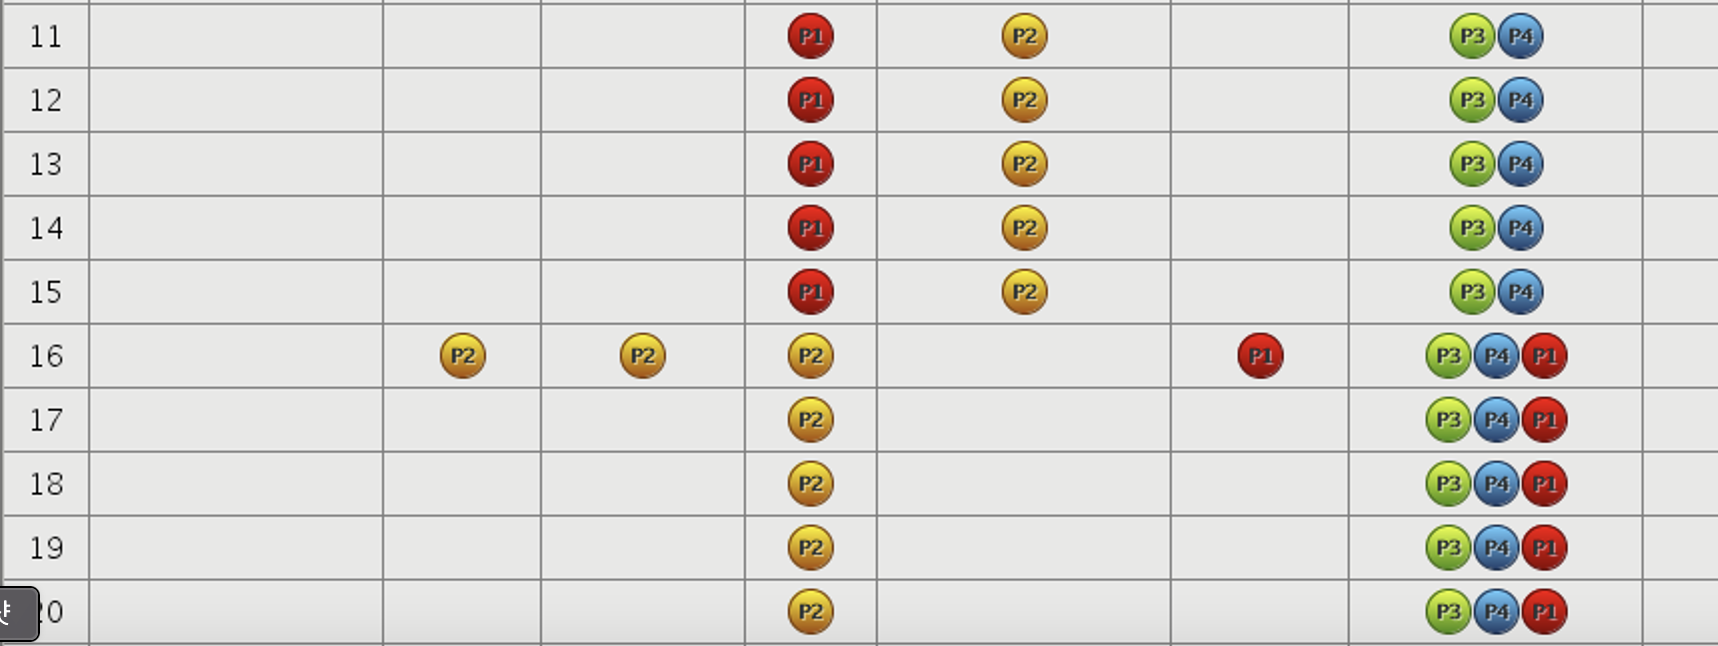 11 P1 P2 P3 P4
12 P1 P2 P3 P4
13 P1 P2 P3 P4
14 P1 P2 P3 P4
15 P1 P2 P3 P4
16 P2 P2 P2 P1 P3 P4 P1
17 P2 P3 P4 P1
18 P2 P3 P4 P1
19 P2 P3 P4 P1
20 P2 P3 P4 P1